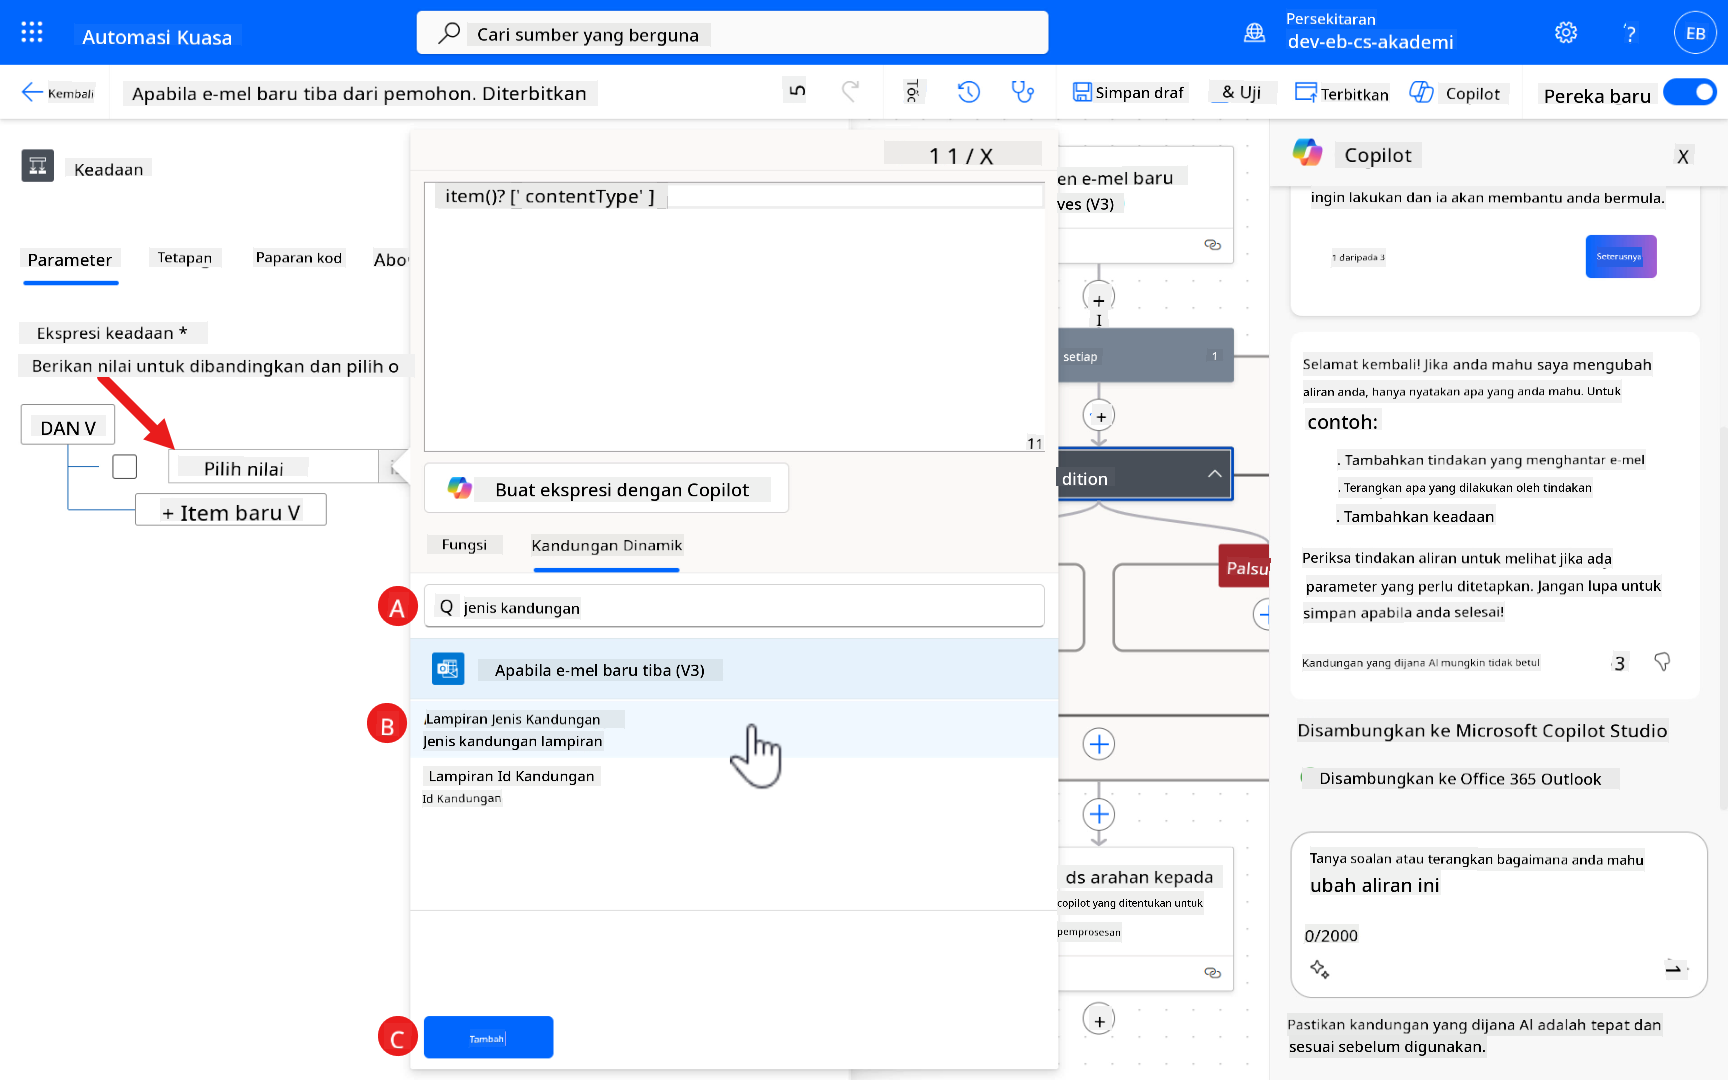 Automasi Kuasa
Cari sumber yang berguna
Persekitaran
dev-eb-cs-akademi
?
EB
Kembali
Apabila e-mel baru tiba dari pemohon. Diterbitkan
Simpan draf
& Uji
Terbitkan
Copilot
Pereka baru
Keadaan
Parameter
Tetapan
Paparan kod
Abo
Ekspresi keadaan *
Berikan nilai untuk dibandingkan dan pilih o
DAN V
Pilih nilai
+ Item baru V
1 1 / X
item()? [' contentType' ]
11
Buat ekspresi dengan Copilot
Fungsi
Kandungan Dinamik
A
Q jenis kandungan
Apabila e-mel baru tiba (V3)
B
Lampiran Jenis Kandungan
Jenis kandungan lampiran
Lampiran Id Kandungan
Id Kandungan
C
Tambah
en e-mel baru
ves (V3)
+
I
setiap
1
+
dition
Palsu
ds arahan kepada
copilot yang ditentukan untuk
pemprosesan
+
Copilot
X
ingin lakukan dan ia akan membantu anda bermula.
1 daripada 3
Seterusnya
Selamat kembali! Jika anda mahu saya mengubah
aliran anda, hanya nyatakan apa yang anda mahu. Untuk
contoh:
. Tambahkan tindakan yang menghantar e-mel
. Terangkan apa yang dilakukan oleh tindakan
. Tambahkan keadaan
Periksa tindakan aliran untuk melihat jika ada
parameter yang perlu ditetapkan. Jangan lupa untuk
simpan apabila anda selesai!
Kandungan yang dijana AI mungkin tidak betul
3
Disambungkan ke Microsoft Copilot Studio
Disambungkan ke Office 365 Outlook
Tanya soalan atau terangkan bagaimana anda mahu
ubah aliran ini
0/2000
Pastikan kandungan yang dijana AI adalah tepat dan
sesuai sebelum digunakan.